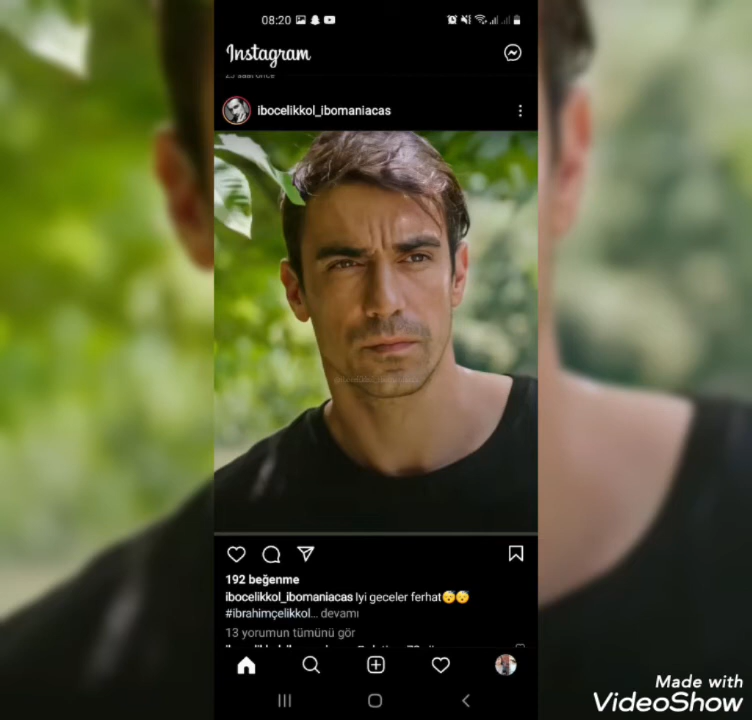 08:20
Instagram
ibocelikkol_ibomaniacas
192 beğenme
ibocelikkol_ibomaniacas Iyi geceler ferhat😴😴
#ibrahimçelikkol... devamı
13 yorumun tümünü gör
Made with
VideoShow